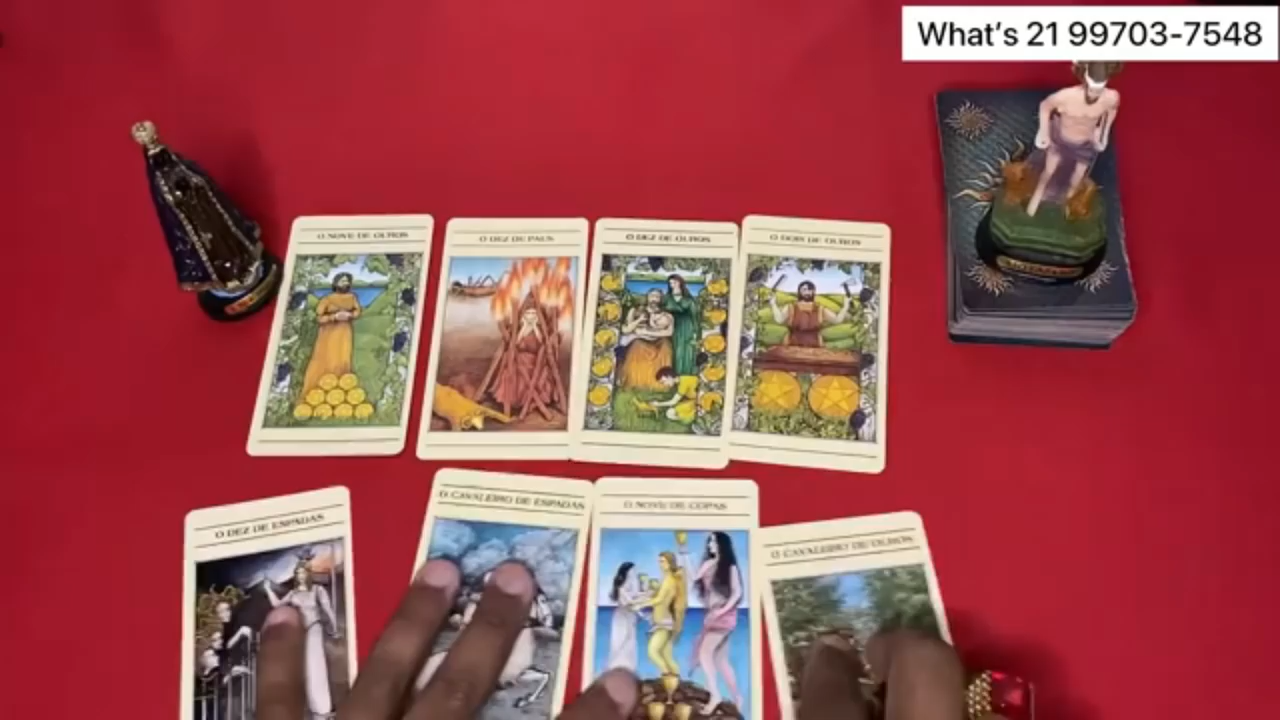 What's 21 99703-7548
O NOVE DE OUROS
O DEZ DE PAUS
O DEZ DE OUROS
O DOIS DE OUROS
O DEZ DE ESPADAS
O CAVALEIRO DE ESPADAS
O NOVE DE COPAS
O CAVALEIRO DE OUROS